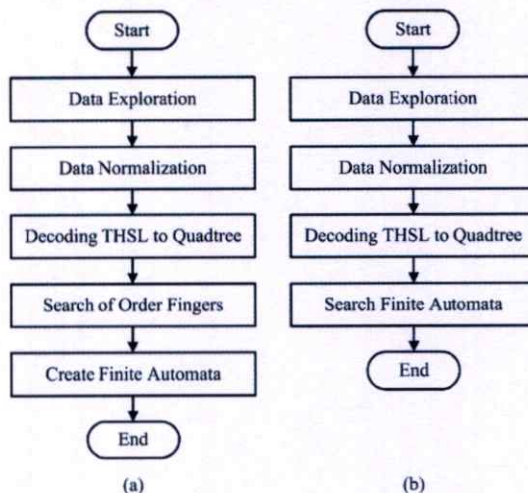 Start
Data Exploration
Data Normalization
Decoding THSL to Quadtree
Search of Order Fingers
Create Finite Automata
End
(a)
Start
Data Exploration
Data Normalization
Decoding THSL to Quadtree
Search Finite Automata
End
(b)